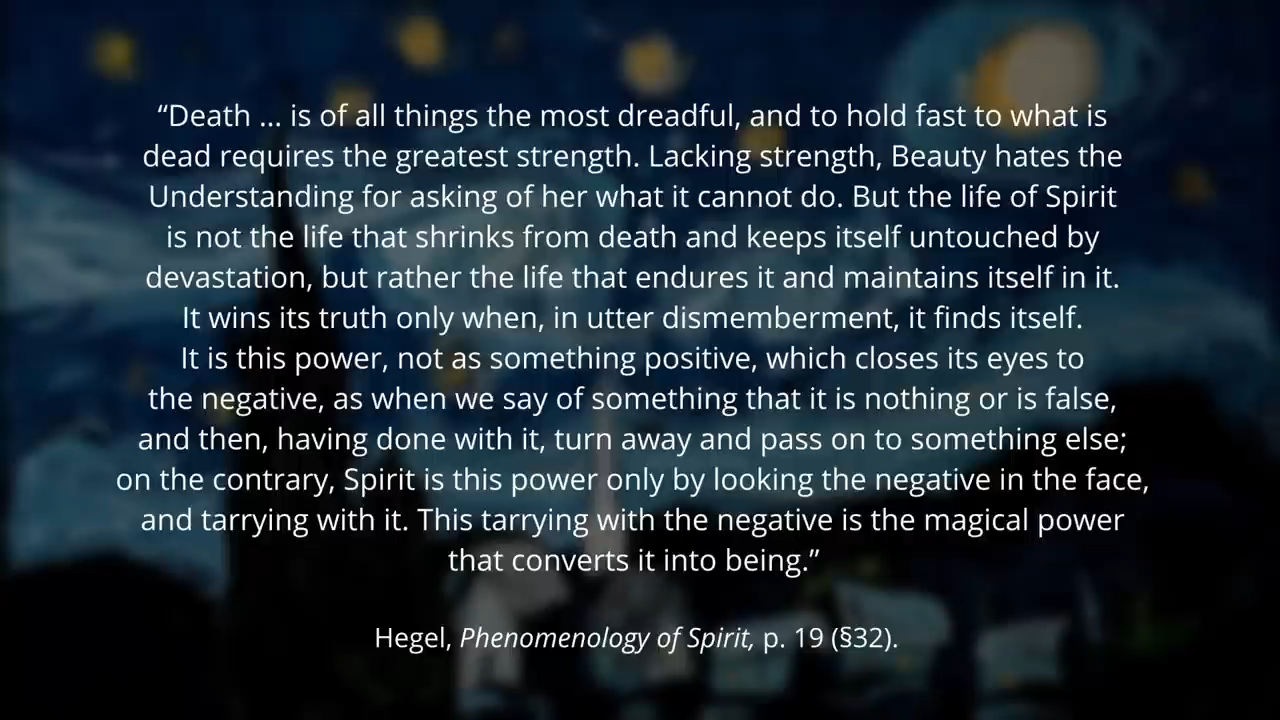 “Death ... is of all things the most dreadful, and to hold fast to what is
dead requires the greatest strength. Lacking strength, Beauty hates the
Understanding for asking of her what it cannot do. But the life of Spirit
is not the life that shrinks from death and keeps itself untouched by
devastation, but rather the life that endures it and maintains itself in it.
It wins its truth only when, in utter dismemberment, it finds itself.
It is this power, not as something positive, which closes its eyes to
the negative, as when we say of something that it is nothing or is false,
and then, having done with it, turn away and pass on to something else;
on the contrary, Spirit is this power only by looking the negative in the face,
and tarrying with it. This tarrying with the negative is the magical power
that converts it into being.”
Hegel, Phenomenology of Spirit, p. 19 (§32).